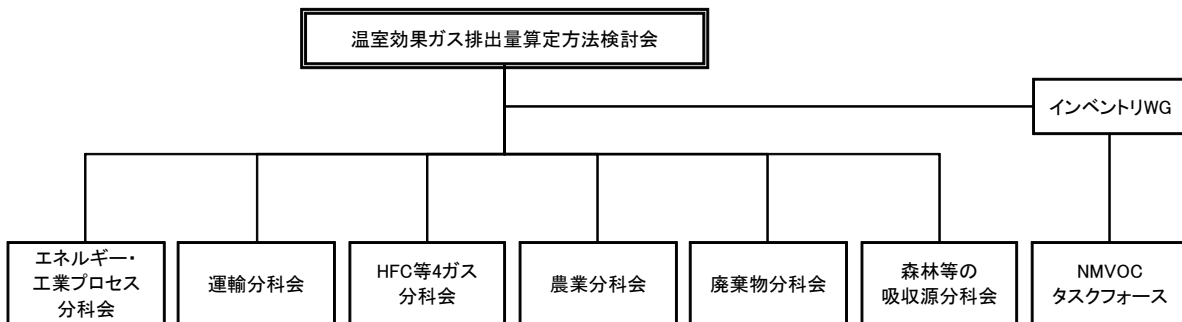 温室効果ガス排出量算定方法検討会
インベントリWG
エネルギー・
工業プロセス
分科会
運輸分科会
HFC等4ガス
分科会
農業分科会
廃棄物分科会
森林等の
吸収源分科会
NMVOC
タスクフォース